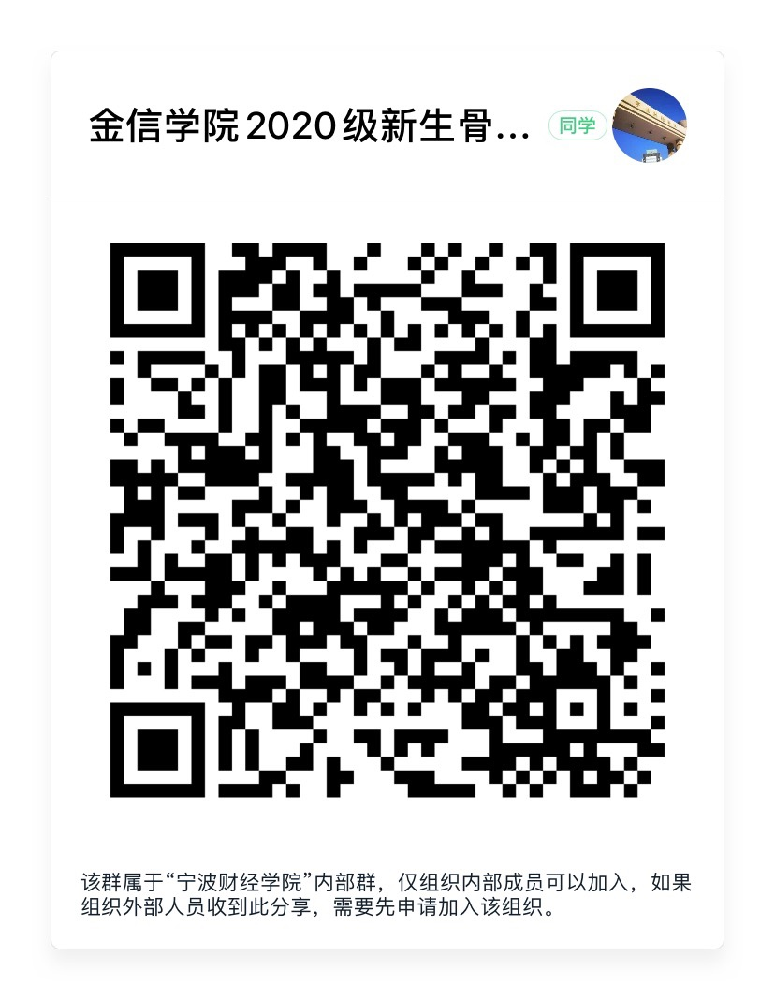 金信学院2020级新生骨...
同学
该群属于“宁波财经学院”内部群，仅组织内部成员可以加入，如果
组织外部人员收到此分享，需要先申请加入该组织。